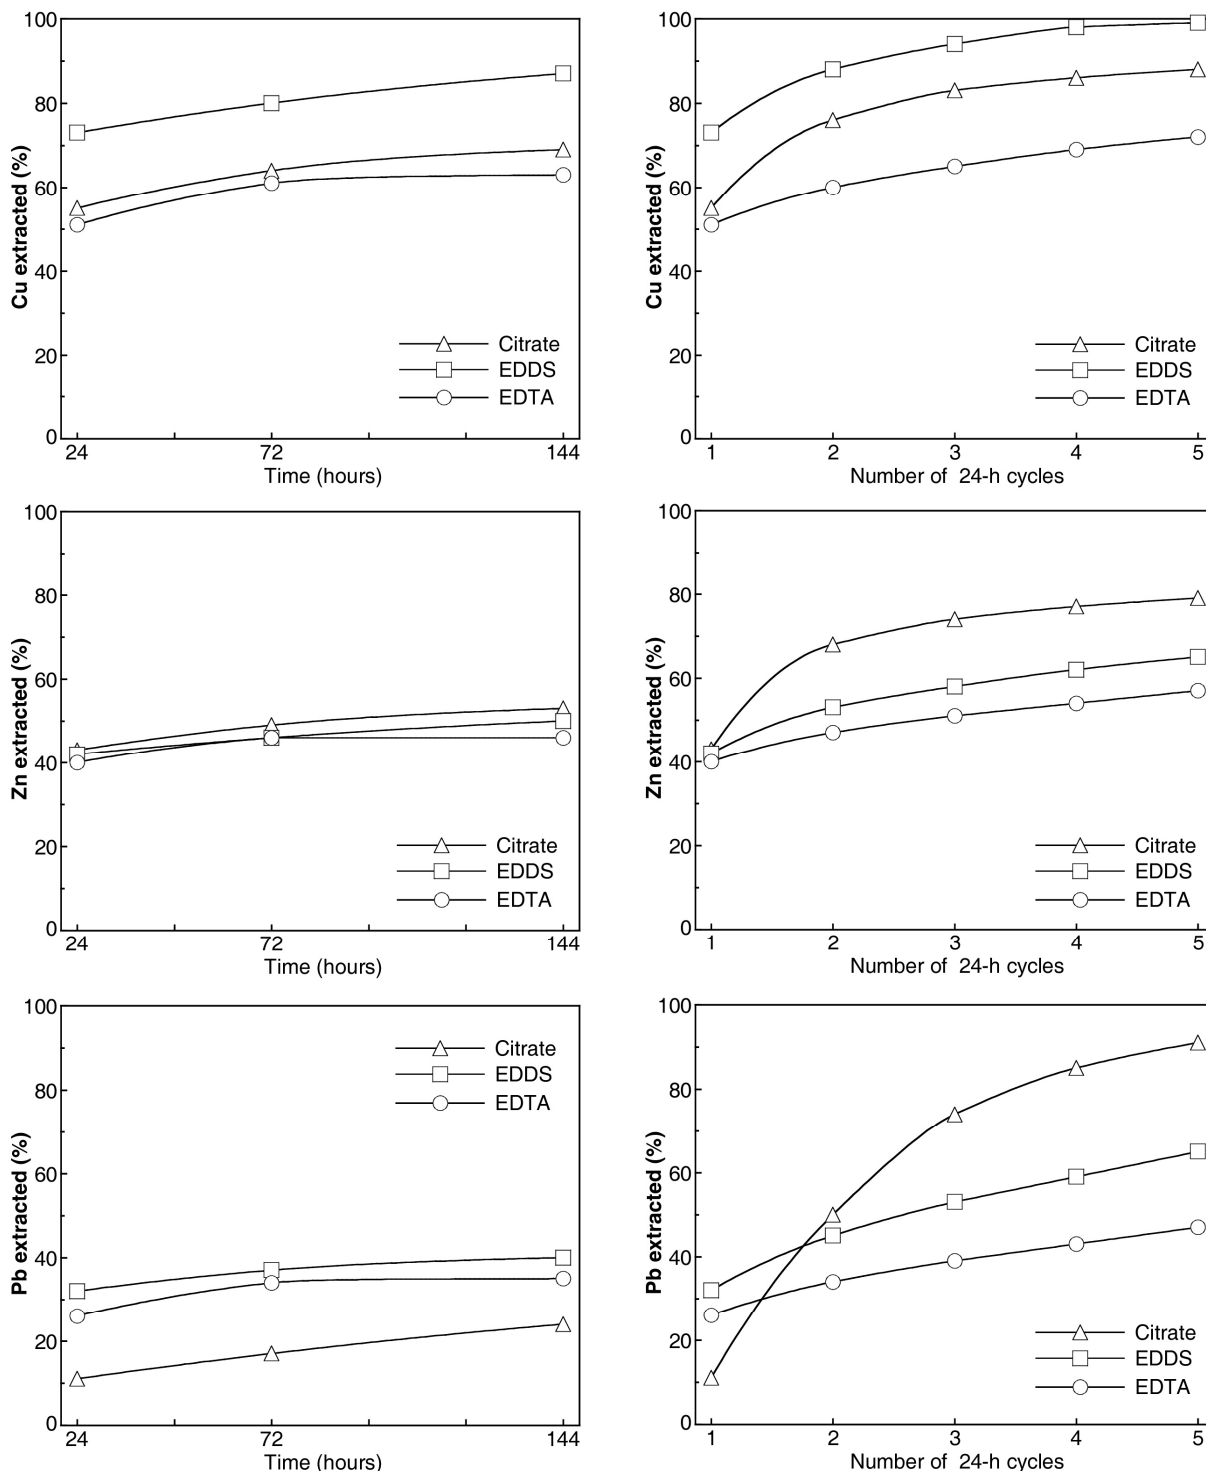 100
80
60
40
20
0
Cu extracted (%)
Citrate
EDDS
EDTA
24 72 144
Time (hours)
100
80
60
40
20
0
Cu extracted (%)
Citrate
EDDS
EDTA
1 2 3 4 5
Number of 24-h cycles
100
80
60
40
20
0
Zn extracted (%)
Citrate
EDDS
EDTA
24 72 144
Time (hours)
100
80
60
40
20
0
Zn extracted (%)
Citrate
EDDS
EDTA
1 2 3 4 5
Number of 24-h cycles
100
80
60
40
20
0
Pb extracted (%)
Citrate
EDDS
EDTA
24 72 144
Time (hours)
100
80
60
40
20
0
Pb extracted (%)
Citrate
EDDS
EDTA
1 2 3 4 5
Number of 24-h cycles